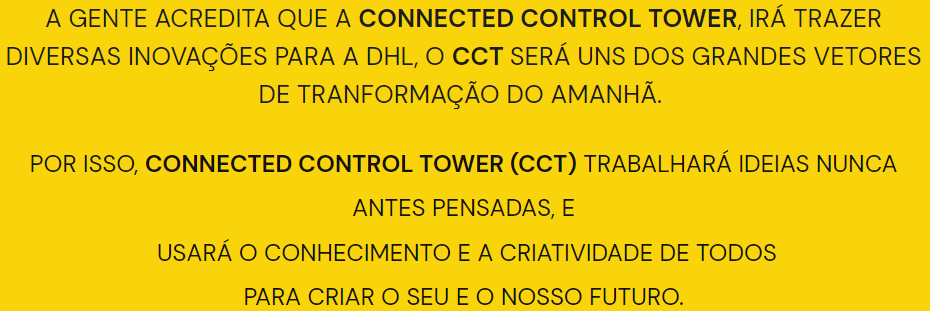 A GENTE ACREDITA QUE A CONNECTED CONTROL TOWER, IRÁ TRAZER
DIVERSAS INOVAÇÕES PARA A DHL, O CCT SERÁ UNS DOS GRANDES VETORES
DE TRANFORMAÇÃO DO AMANHÃ.
POR ISSO, CONNECTED CONTROL TOWER (CCT) TRABALHARÁ IDEIAS NUNCA
ANTES PENSADAS, E
USARÁ O CONHECIMENTO E A CRIATIVIDADE DE TODOS
PARA CRIAR O SEU E O NOSSO FUTURO.